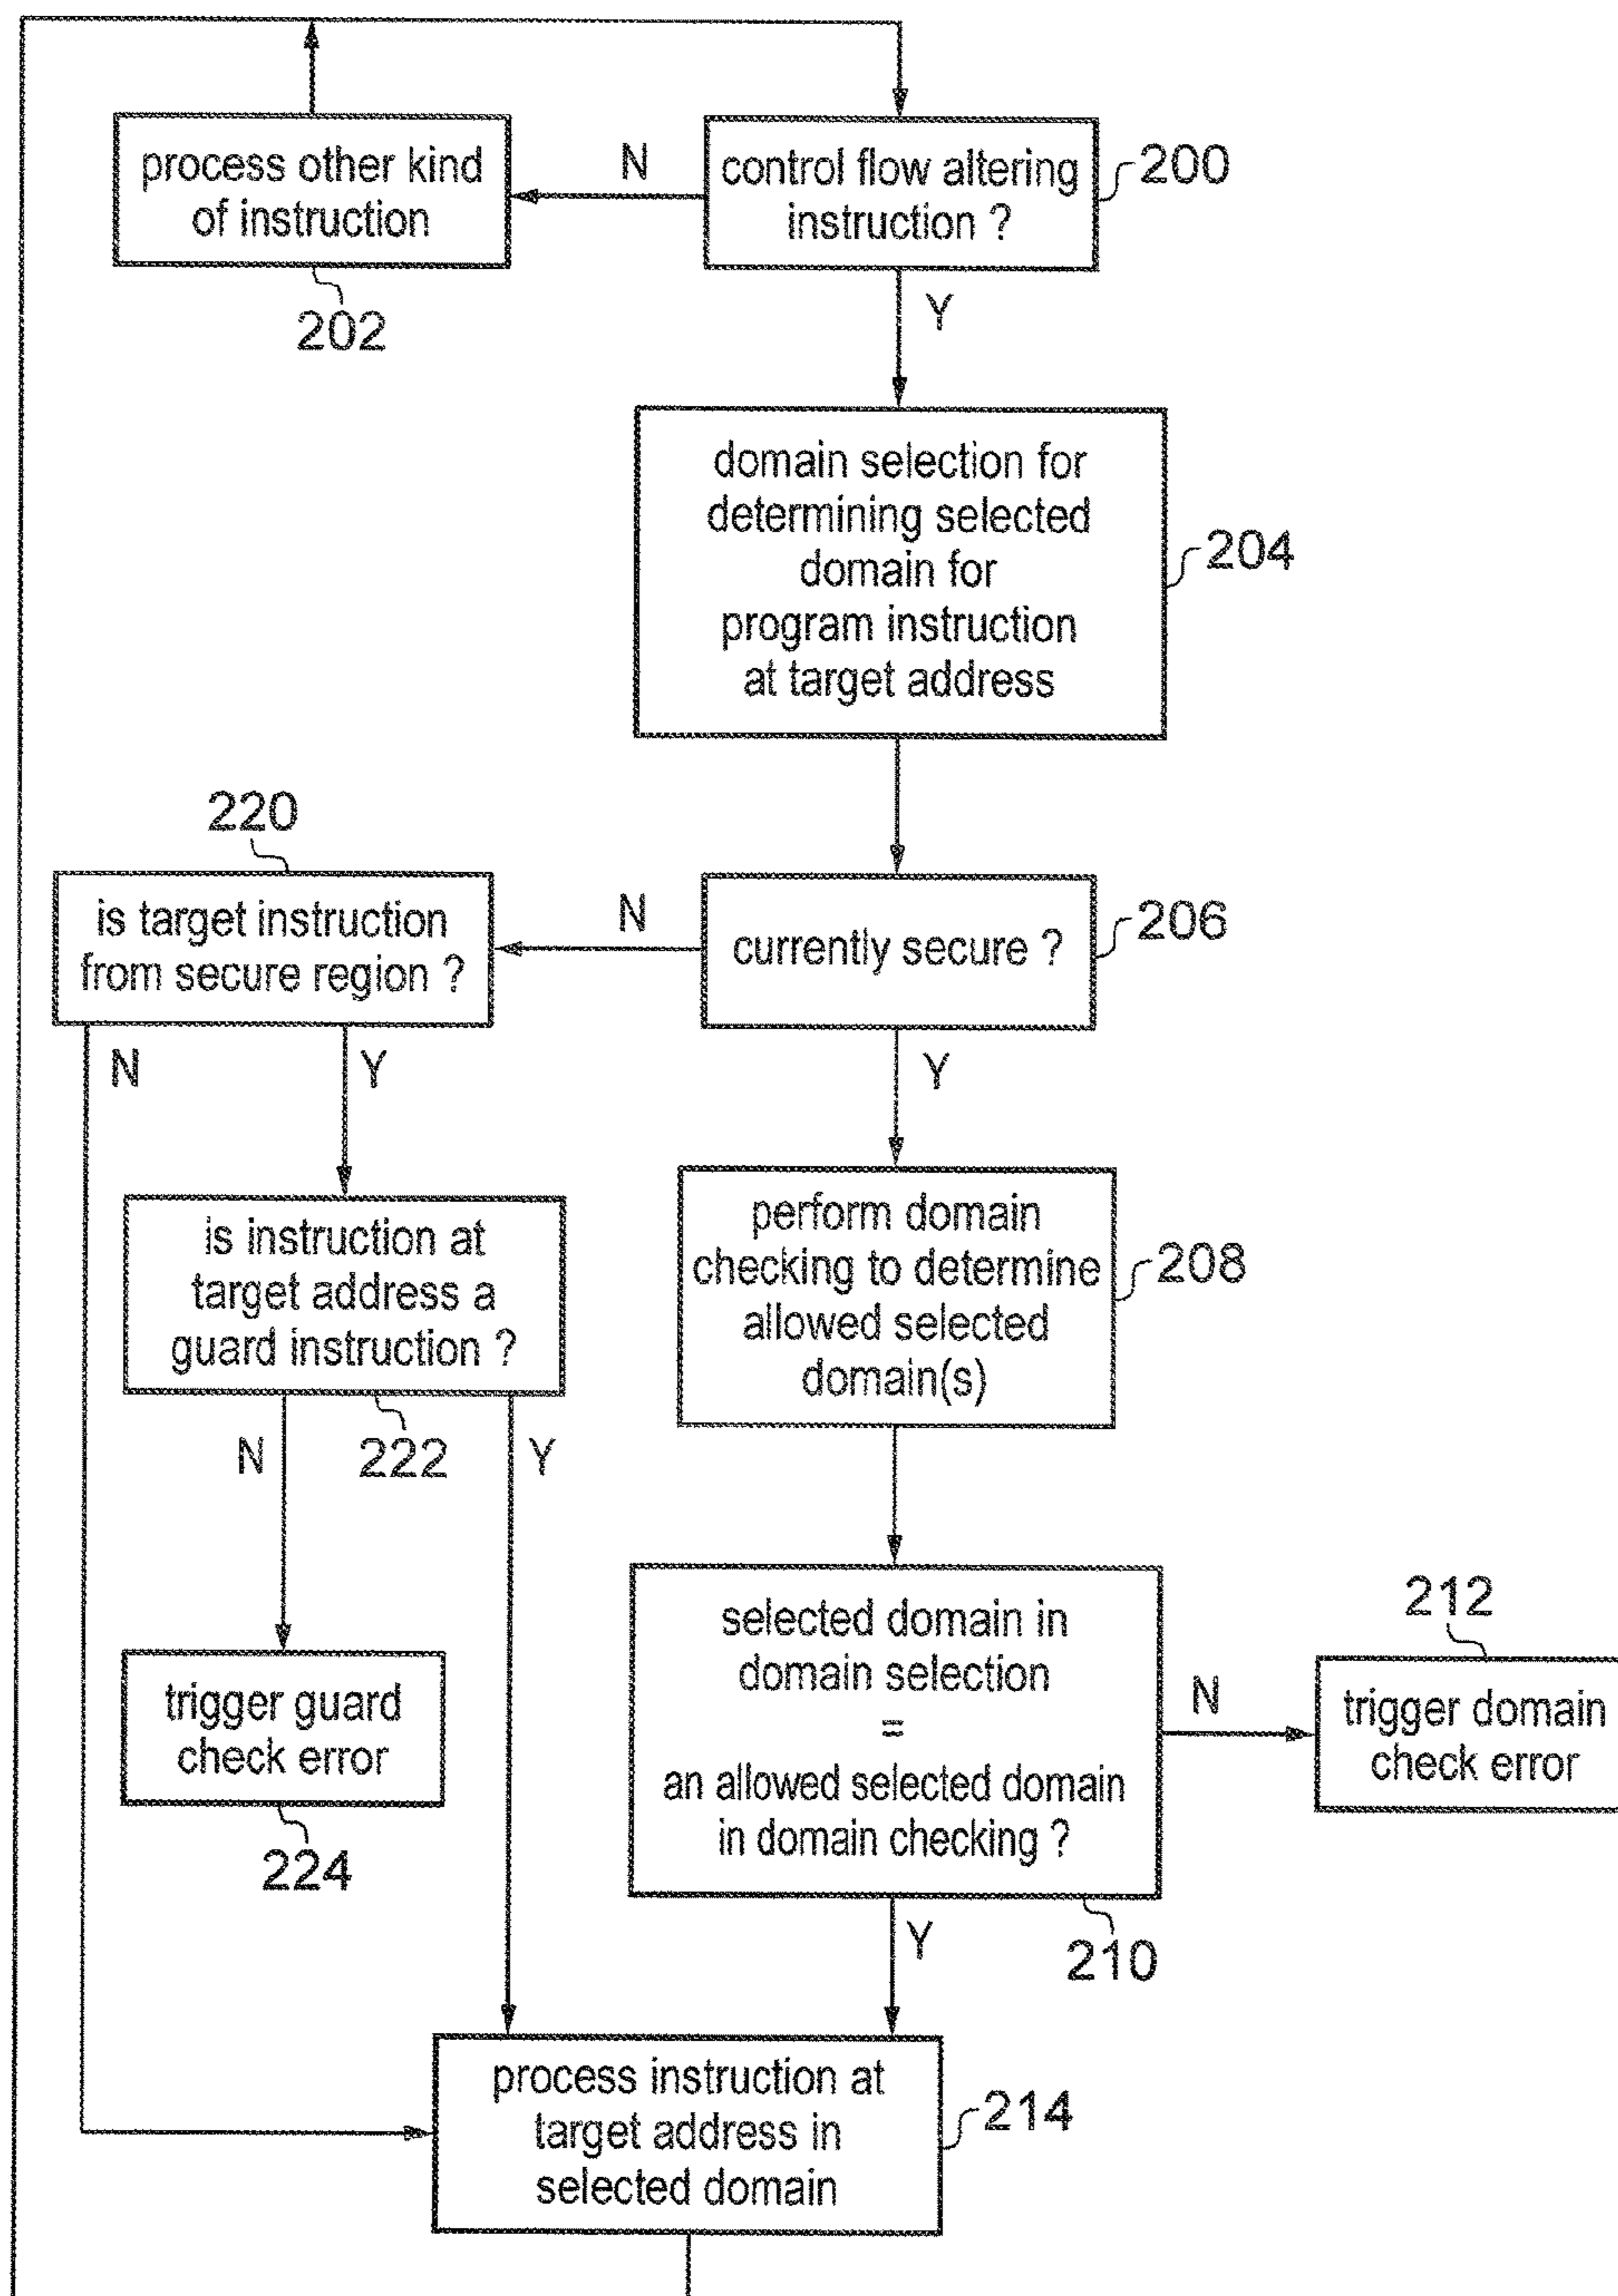 process other kind
of instruction
202
N
control flow altering
instruction ?
200
Y
domain selection for
determining selected
domain for
program instruction
at target address
204
220
is target instruction
from secure region ?
N
currently secure ?
206
N
Y
Y
is instruction at
target address a
guard instruction ?
222
perform domain
checking to determine
allowed selected
domain(s)
208
N
Y
trigger guard
check error
224
selected domain in
domain selection
=
an allowed selected domain
in domain checking ?
210
N
212
trigger domain
check error
Y
process instruction at
target address in
selected domain
214